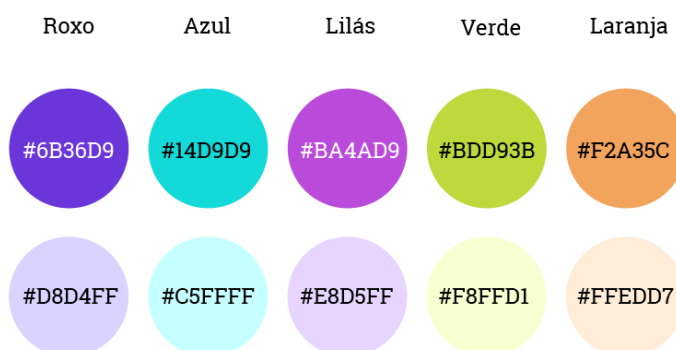 Roxo Azul Lilás Verde Laranja
#6B36D9 #14D9D9 #BA4AD9 #BDD93B #F2A35C
#D8D4FF #C5FFFF #E8D5FF #F8FFD1 #FFEDD7